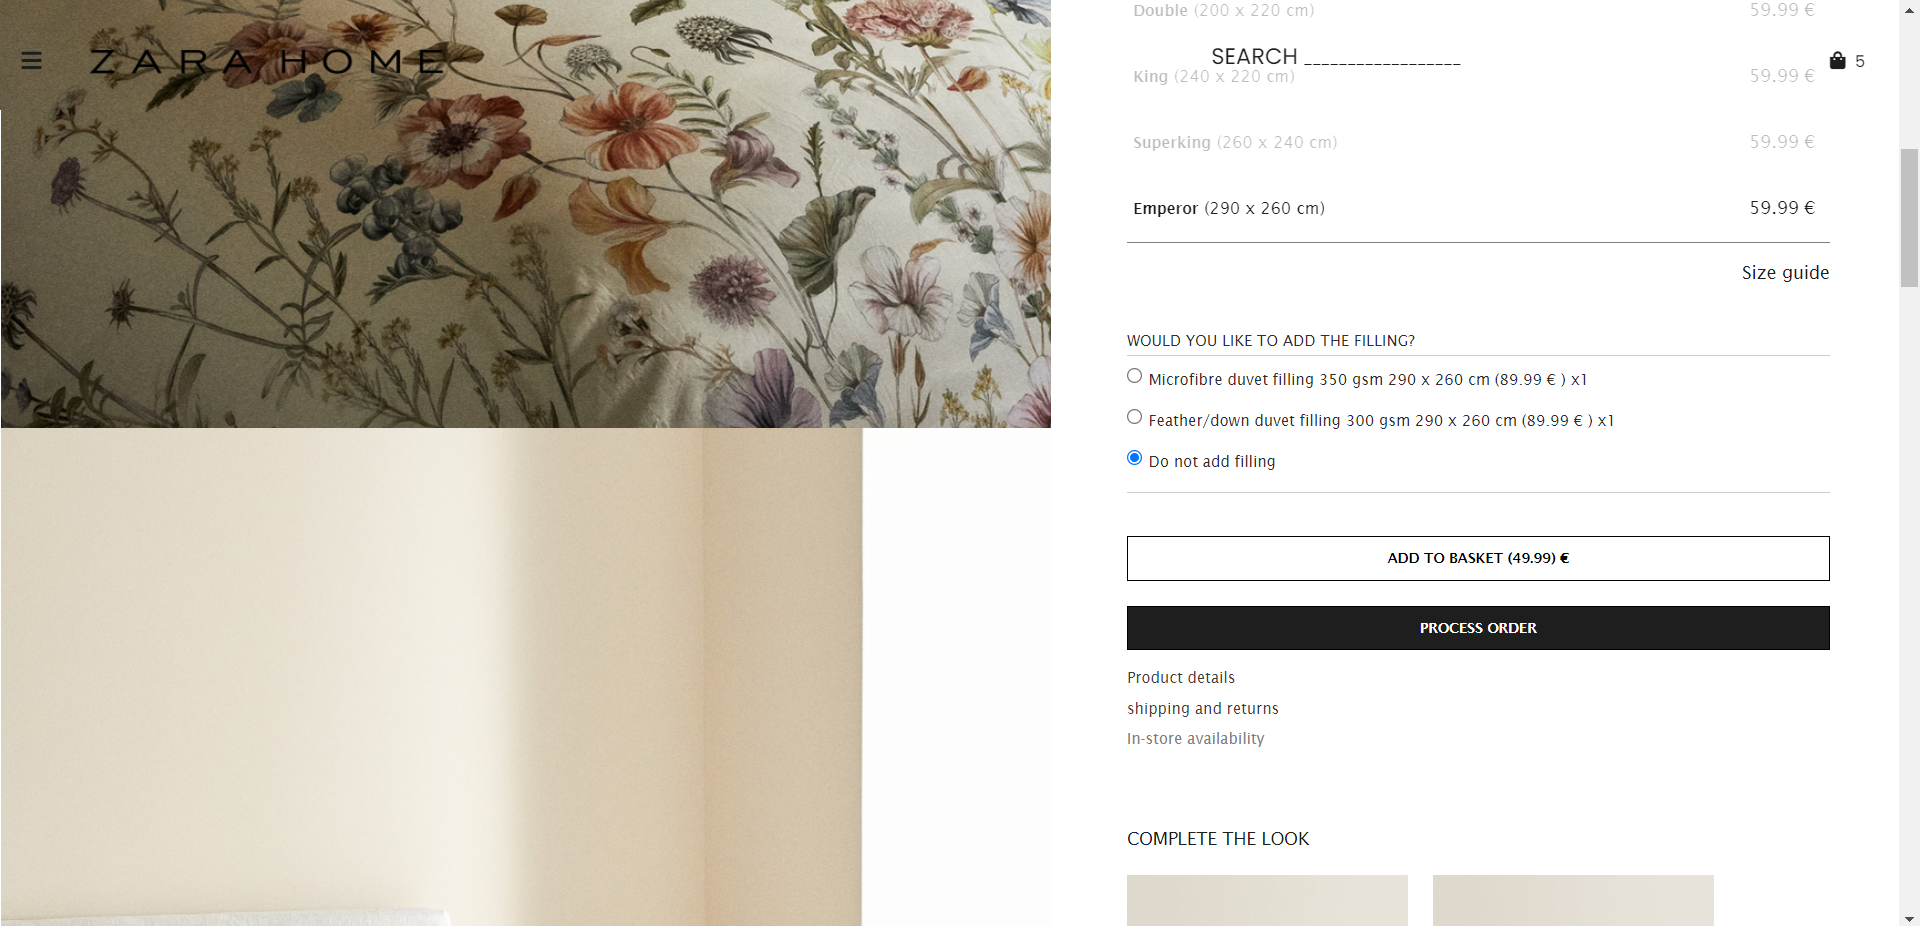 ZARA HOME
SEARCH __________________
5
Double (200 x 220 cm) 59.99 €
King (240 x 220 cm) 59.99 €
Superking (260 x 240 cm) 59.99 €
Emperor (290 x 260 cm) 59.99 €
Size guide
WOULD YOU LIKE TO ADD THE FILLING?
Microfibre duvet filling 350 gsm 290 x 260 cm (89.99 € ) x1
Feather/down duvet filling 300 gsm 290 x 260 cm (89.99 € ) x1
Do not add filling
ADD TO BASKET (49.99) €
PROCESS ORDER
Product details
shipping and returns
In-store availability
COMPLETE THE LOOK